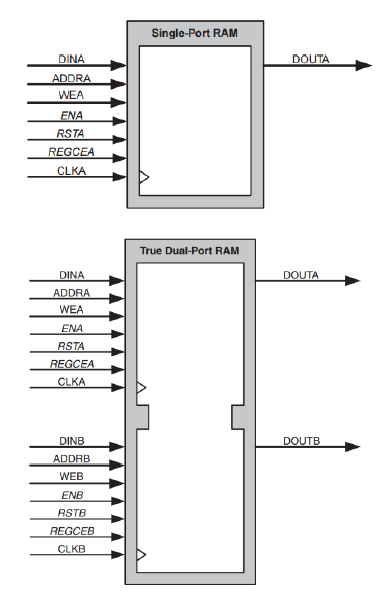 Single-Port RAM
DINA
DOUTA
ADDRA
WEA
ENA
RSTA
REGCEA
CLKA
True Dual-Port RAM
DINA
DOUTA
ADDRA
WEA
ENA
RSTA
REGCEA
CLKA
DINB
DOUTB
ADDRB
WEB
ENB
RSTB
REGCEB
CLKB